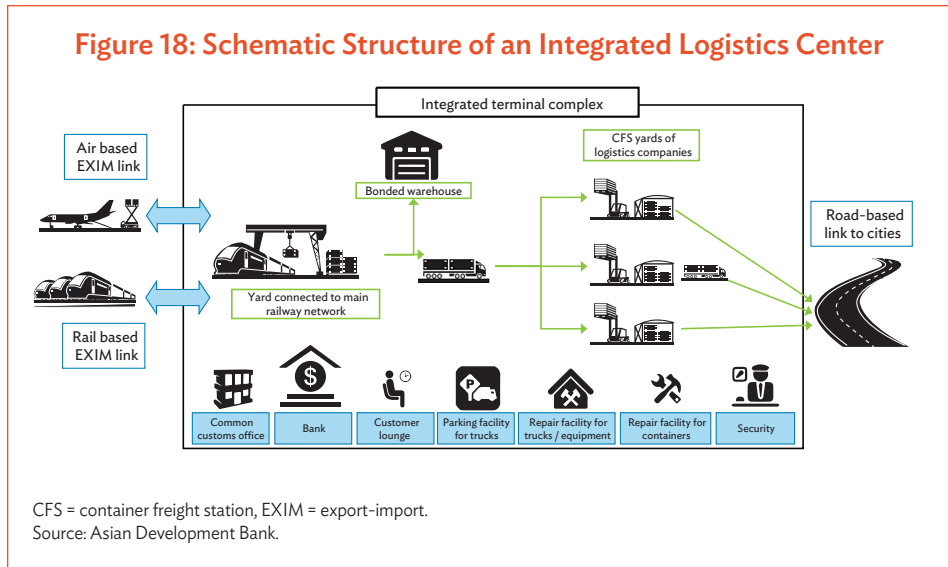 Figure 18: Schematic Structure of an Integrated Logistics Center
Integrated terminal complex
Air based
EXIM link
Rail based
EXIM link
Bonded warehouse
Yard connected to main
railway network
CFS yards of
logistics companies
Road-based
link to cities
$
P
Common
customs office
Bank
Customer
lounge
Parking facility
for trucks
Repair facility for
trucks / equipment
Repair facility for
containers
Security
CFS = container freight station, EXIM = export-import.
Source: Asian Development Bank.